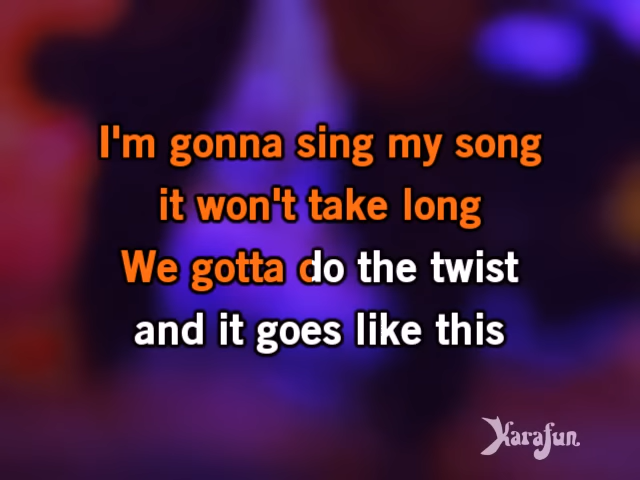 I'm gonna sing my song
it won't take long
We gotta do the twist
and it goes like this
Karafun